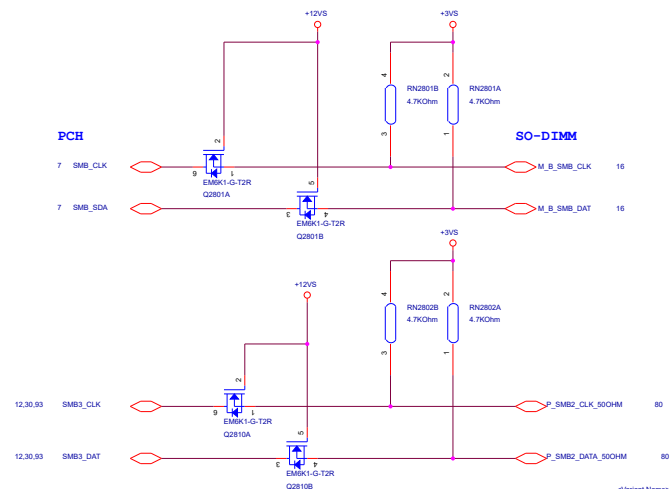 +12VS
+3VS
4
2
RN2801B
4.7KOhm
RN2801A
4.7KOhm
3
1
PCH
SO-DIMM
2
7 SMB_CLK
6
1
M_B_SMB_CLK 16
EM6K1-G-T2R
Q2801A
5
7 SMB_SDA
3
4
M_B_SMB_DAT 16
EM6K1-G-T2R
Q2801B
+3VS
+12VS
4
2
RN2802B
4.7KOhm
RN2802A
4.7KOhm
3
1
2
12,30,93 SMB3_CLK
6
1
P_SMB2_CLK_50OHM 80
EM6K1-G-T2R
Q2810A
5
12,30,93 SMB3_DAT
3
4
P_SMB2_DATA_50OHM 80
EM6K1-G-T2R
Q2810B